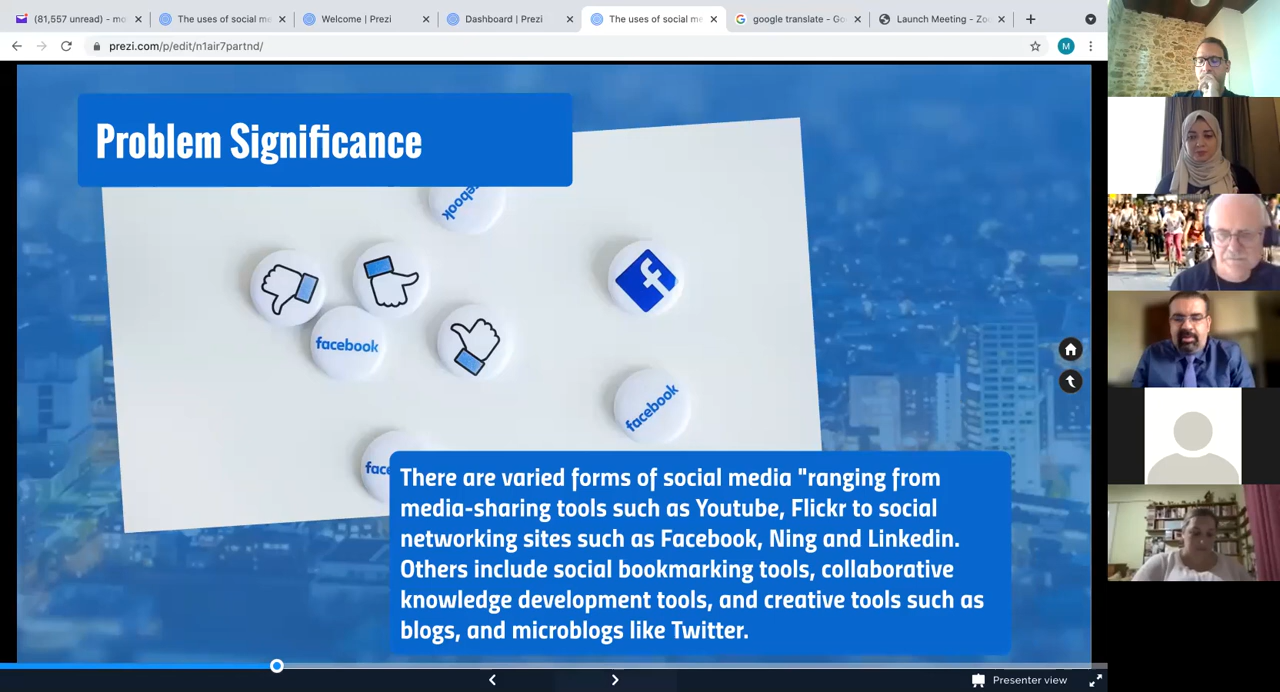 (81,557 unread) - mo
The uses of social me
Welcome | Prezi
Dashboard | Prezi
The uses of social me
google translate - Go
Launch Meeting - Zo
prezi.com/p/edit/n1air7partnd/
M
Problem Significance
facebook
facebook
facebook
There are varied forms of social media "ranging from
media-sharing tools such as Youtube, Flickr to social
networking sites such as Facebook, Ning and Linkedin.
Others include social bookmarking tools, collaborative
knowledge development tools, and creative tools such as
blogs, and microblogs like Twitter.
Presenter view